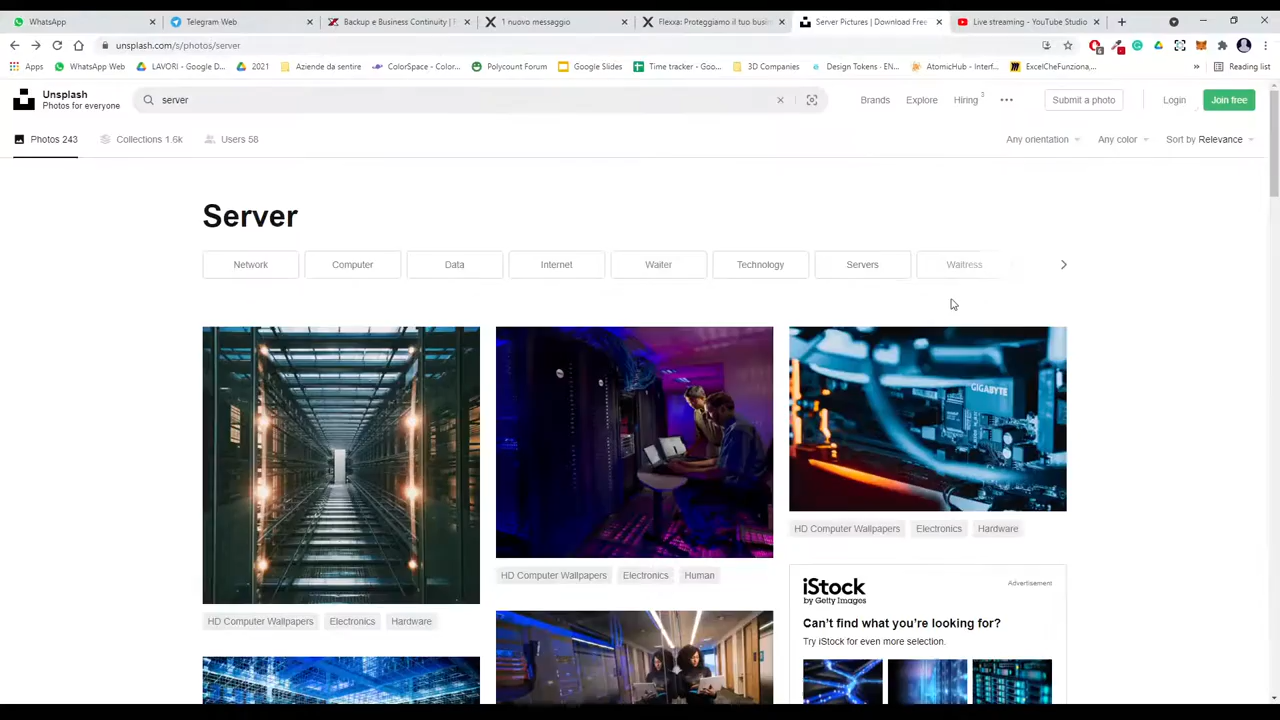 WhatsApp
Telegram Web
Backup e Business Continuity |
1 nuovo messaggio
Flexxa: Proteggiamo il tuo busi
Server Pictures | Download Free
Live streaming - YouTube Studio
unsplash.com/s/photos/server
Apps
WhatsApp Web
LAVORI - Google D...
2021
Aziende da sentire
ColorSpace - Color...
Polycount Forum
Google Slides
Time tracker - Goo...
3D Companies
Design Tokens · EN...
AtomicHub - Interf...
ExcelCheFunziona,...
Reading list
Unsplash
Photos for everyone
server
Brands
Explore
Hiring 3
Submit a photo
Login
Join free
Photos 243
Collections 1.6k
Users 58
Any orientation
Any color
Sort by Relevance
Server
Network
Computer
Data
Internet
Waiter
Technology
Servers
Waitress
GIGABYTE
HD Computer Wallpapers
Electronics
Hardware
HD Computer Wallpapers
Electronics
Human
Advertisement
iStock
by Getty Images
Can't find what you're looking for?
Try iStock for even more selection.
HD Computer Wallpapers
Electronics
Hardware